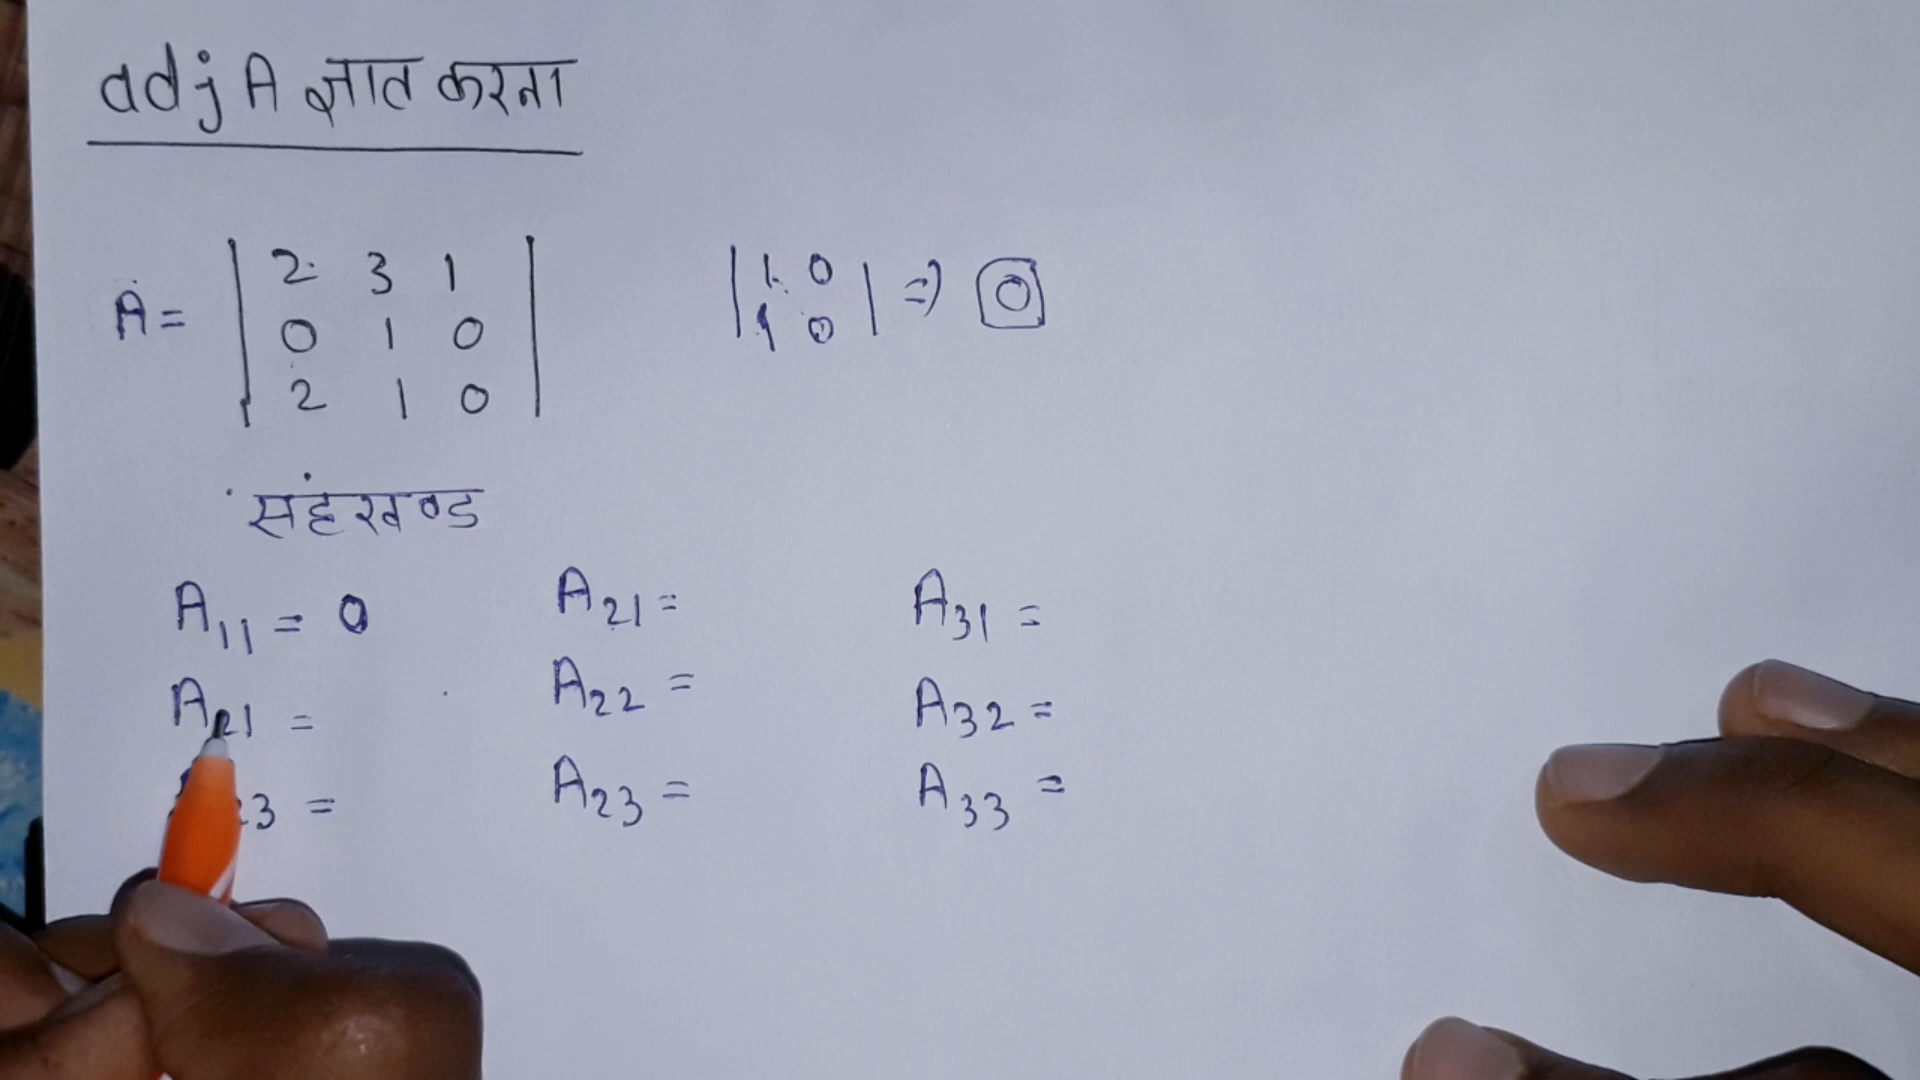 adj A ज्ञात करना
A = | 2 3 1 | | 1 0 | ⇒ 0
| 0 1 0 | | 1 0 |
| 2 1 0 |
संहखण्ड
A11 = 0 A21 = A31 =
A21 = A22 = A32 =
3 = A23 = A33 =